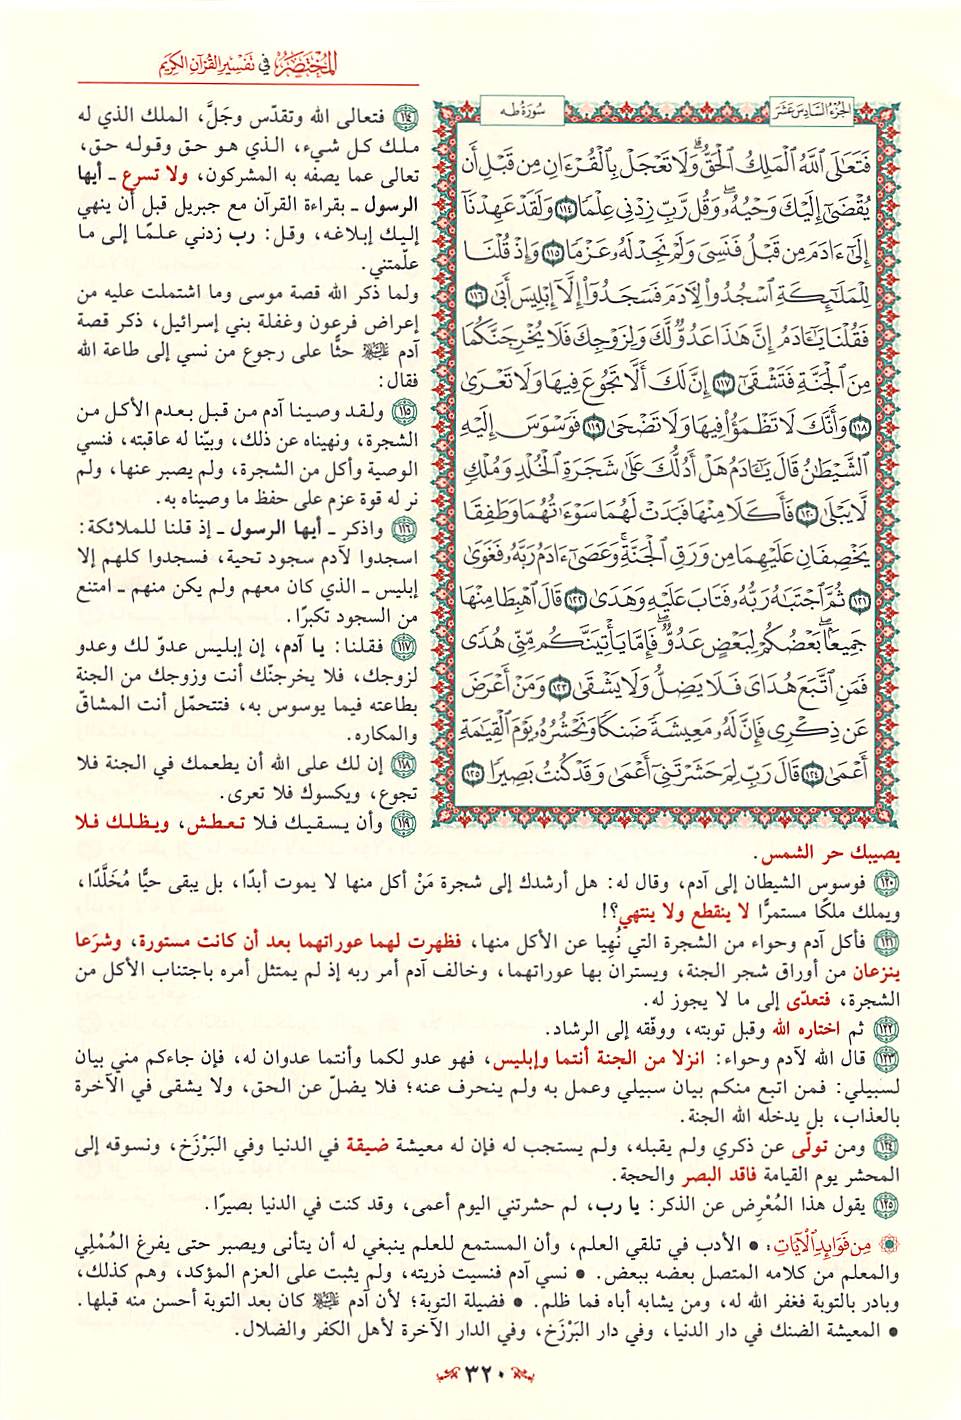 المختصر في تفسير القرآن الكريم
الجزء السادس عشر
سورة طه
فَتَعَٰلَى ٱللَّهُ ٱلۡمَلِكُ ٱلۡحَقُّۗ وَلَا تَعۡجَلۡ بِٱلۡقُرۡءَانِ مِن قَبۡلِ أَن
يُقۡضَىٰٓ إِلَيۡكَ وَحۡيُهُۥۖ وَقُل رَّبِّ زِدۡنِي عِلۡمٗا ١١٤ وَلَقَدۡ عَهِدۡنَآ
إِلَىٰٓ ءَادَمَ مِن قَبۡلُ فَنَسِيَ وَلَمۡ نَجِدۡ لَهُۥ عَزۡمٗا ١١٥ وَإِذۡ قُلۡنَا
لِلۡمَلَٰٓئِكَةِ ٱسۡجُدُواْ لِأٓدَمَ فَسَجَدُوٓاْ إِلَّآ إِبۡلِيسَ أَبَىٰ ١١٦
فَقُلۡنَا يَٰٓـَٔادَمُ إِنَّ هَٰذَا عَدُوّٞ لَّكَ وَلِزَوۡجِكَ فَلَا يُخۡرِجَنَّكُمَا
مِنَ ٱلۡجَنَّةِ فَتَشۡقَىٰٓ ١١٧ إِنَّ لَكَ أَلَّا تَجُوعَ فِيهَا وَلَا تَعۡرَىٰ
١١٨ وَأَنَّكَ لَا تَظۡمَؤُاْ فِيهَا وَلَا تَضۡحَىٰ ١١٩ فَوَسۡوَسَ إِلَيۡهِ
ٱلشَّيۡطَٰنُ قَالَ يَٰٓـَٔادَمُ هَلۡ أَدُلُّكَ عَلَىٰ شَجَرَةِ ٱلۡخُلۡدِ وَمُلۡكٖ
لَّا يَبۡلَىٰ ١٢٠ فَأَكَلَا مِنۡهَا فَبَدَتۡ لَهُمَا سَوۡءَٰتُهُمَا وَطَفِقَا
يَخۡصِفَانِ عَلَيۡهِمَا مِن وَرَقِ ٱلۡجَنَّةِۚ وَعَصَىٰٓ ءَادَمُ رَبَّهُۥ فَغَوَىٰ
١٢١ ثُمَّ ٱجۡتَبَٰهُ رَبُّهُۥ فَتَابَ عَلَيۡهِ وَهَدَىٰ ١٢٢ قَالَ ٱهۡبِطَا مِنۡهَا
جَمِيعَۢاۖ بَعۡضُكُمۡ لِبَعۡضٍ عَدُوّٞۖ فَإِمَّا يَأۡتِيَنَّكُم مِّنِّي هُدٗى
فَمَنِ ٱتَّبَعَ هُدَايَ فَلَا يَضِلُّ وَلَا يَشۡقَىٰ ١٢٣ وَمَنۡ أَعۡرَضَ
عَن ذِكۡرِي فَإِنَّ لَهُۥ مَعِيشَةٗ ضَنكٗا وَنَحۡشُرُهُۥ يَوۡمَ ٱلۡقِيَٰمَةِ
أَعۡمَىٰ ١٢٤ قَالَ رَبِّ لِمَ حَشَرۡتَنِيٓ أَعۡمَىٰ وَقَدۡ كُنتُ بَصِيرٗا ١٢٥
١١٤ فتعالى الله وتقدّس وجَلَّ، الملك الذي له
ملك كل شيء، الذي هو حق وقوله حق،
تعالى عما يصفه به المشركون، ولا تسرع ـ أيها
الرسول ـ بقراءة القرآن مع جبريل قبل أن ينهي
إليك إبلاغه، وقل: رب زدني علمًا إلى ما
علّمتني.
ولما ذكر الله قصة موسى وما اشتملت عليه من
إعراض فرعون وغفلة بني إسرائيل، ذكر قصة
آدم عليه السلام حثًّا على رجوع من نسي إلى طاعة الله
فقال:
١١٥ ولقد وصينا آدم من قبل بعدم الأكل من
الشجرة، ونهيناه عن ذلك، وبيّنا له عاقبته، فنسي
الوصية وأكل من الشجرة، ولم يصبر عنها، ولم
نر له قوة عزم على حفظ ما وصيناه به.
١١٦ واذكر ـ أيها الرسول ـ إذ قلنا للملائكة:
اسجدوا لآدم سجود تحية، فسجدوا كلهم إلا
إبليس ـ الذي كان معهم ولم يكن منهم ـ امتنع
من السجود تكبرًا.
١١٧ فقلنا: يا آدم، إن إبليس عدوّ لك وعدو
لزوجك، فلا يخرجنّك أنت وزوجك من الجنة
بطاعته فيما يوسوس به، فتتحمّل أنت المشاقّ
والمكاره.
١١٨ إن لك على الله أن يطعمك في الجنة فلا
تجوع، ويكسوك فلا تعرى.
١١٩ وأن يسقيك فلا تعطش، ويظلك فلا
يصيبك حر الشمس.
١٢٠ فوسوس الشيطان إلى آدم، وقال له: هل أرشدك إلى شجرة مَنْ أكل منها لا يموت أبدًا، بل يبقى حيًّا مُخَلَّدًا،
ويملك ملكًا مستمرًّا لا ينقطع ولا ينتهي؟!
١٢١ فأكل آدم وحواء من الشجرة التي نُهِيا عن الأكل منها، فظهرت لهما عوراتهما بعد أن كانت مستورة، وشرَعا
ينزعان من أوراق شجر الجنة، ويستران بها عوراتهما، وخالف آدم أمر ربه إذ لم يمتثل أمره باجتناب الأكل من
الشجرة، فتعدّى إلى ما لا يجوز له.
١٢٢ ثم اختاره الله وقبل توبته، ووفّقه إلى الرشاد.
١٢٣ قال الله لآدم وحواء: انزلا من الجنة أنتما وإبليس، فهو عدو لكما وأنتما عدوان له، فإن جاءكم مني بيان
لسبيلي: فمن اتبع منكم بيان سبيلي وعمل به ولم ينحرف عنه؛ فلا يضلّ عن الحق، ولا يشقى في الآخرة
بالعذاب، بل يدخله الله الجنة.
١٢٤ ومن تولّى عن ذكري ولم يقبله، ولم يستجب له فإن له معيشة ضيقة في الدنيا وفي البَرْزَخ، ونسوقه إلى
المحشر يوم القيامة فاقد البصر والحجة.
١٢٥ يقول هذا المُعْرِض عن الذكر: يا رب، لم حشرتني اليوم أعمى، وقد كنت في الدنيا بصيرًا.
مِن فَوَائِدِ الآيَاتِ: • الأدب في تلقي العلم، وأن المستمع للعلم ينبغي له أن يتأنى ويصبر حتى يفرغ المُمْلِي
والمعلم من كلامه المتصل بعضه ببعض. • نسي آدم فنسيت ذريته، ولم يثبت على العزم المؤكد، وهم كذلك،
وبادر بالتوبة فغفر الله له، ومن يشابه أباه فما ظلم. • فضيلة التوبة؛ لأن آدم عليه السلام كان بعد التوبة أحسن منه قبلها.
• المعيشة الضنك في دار الدنيا، وفي دار البَرْزَخ، وفي الدار الآخرة لأهل الكفر والضلال.
٣٢٠